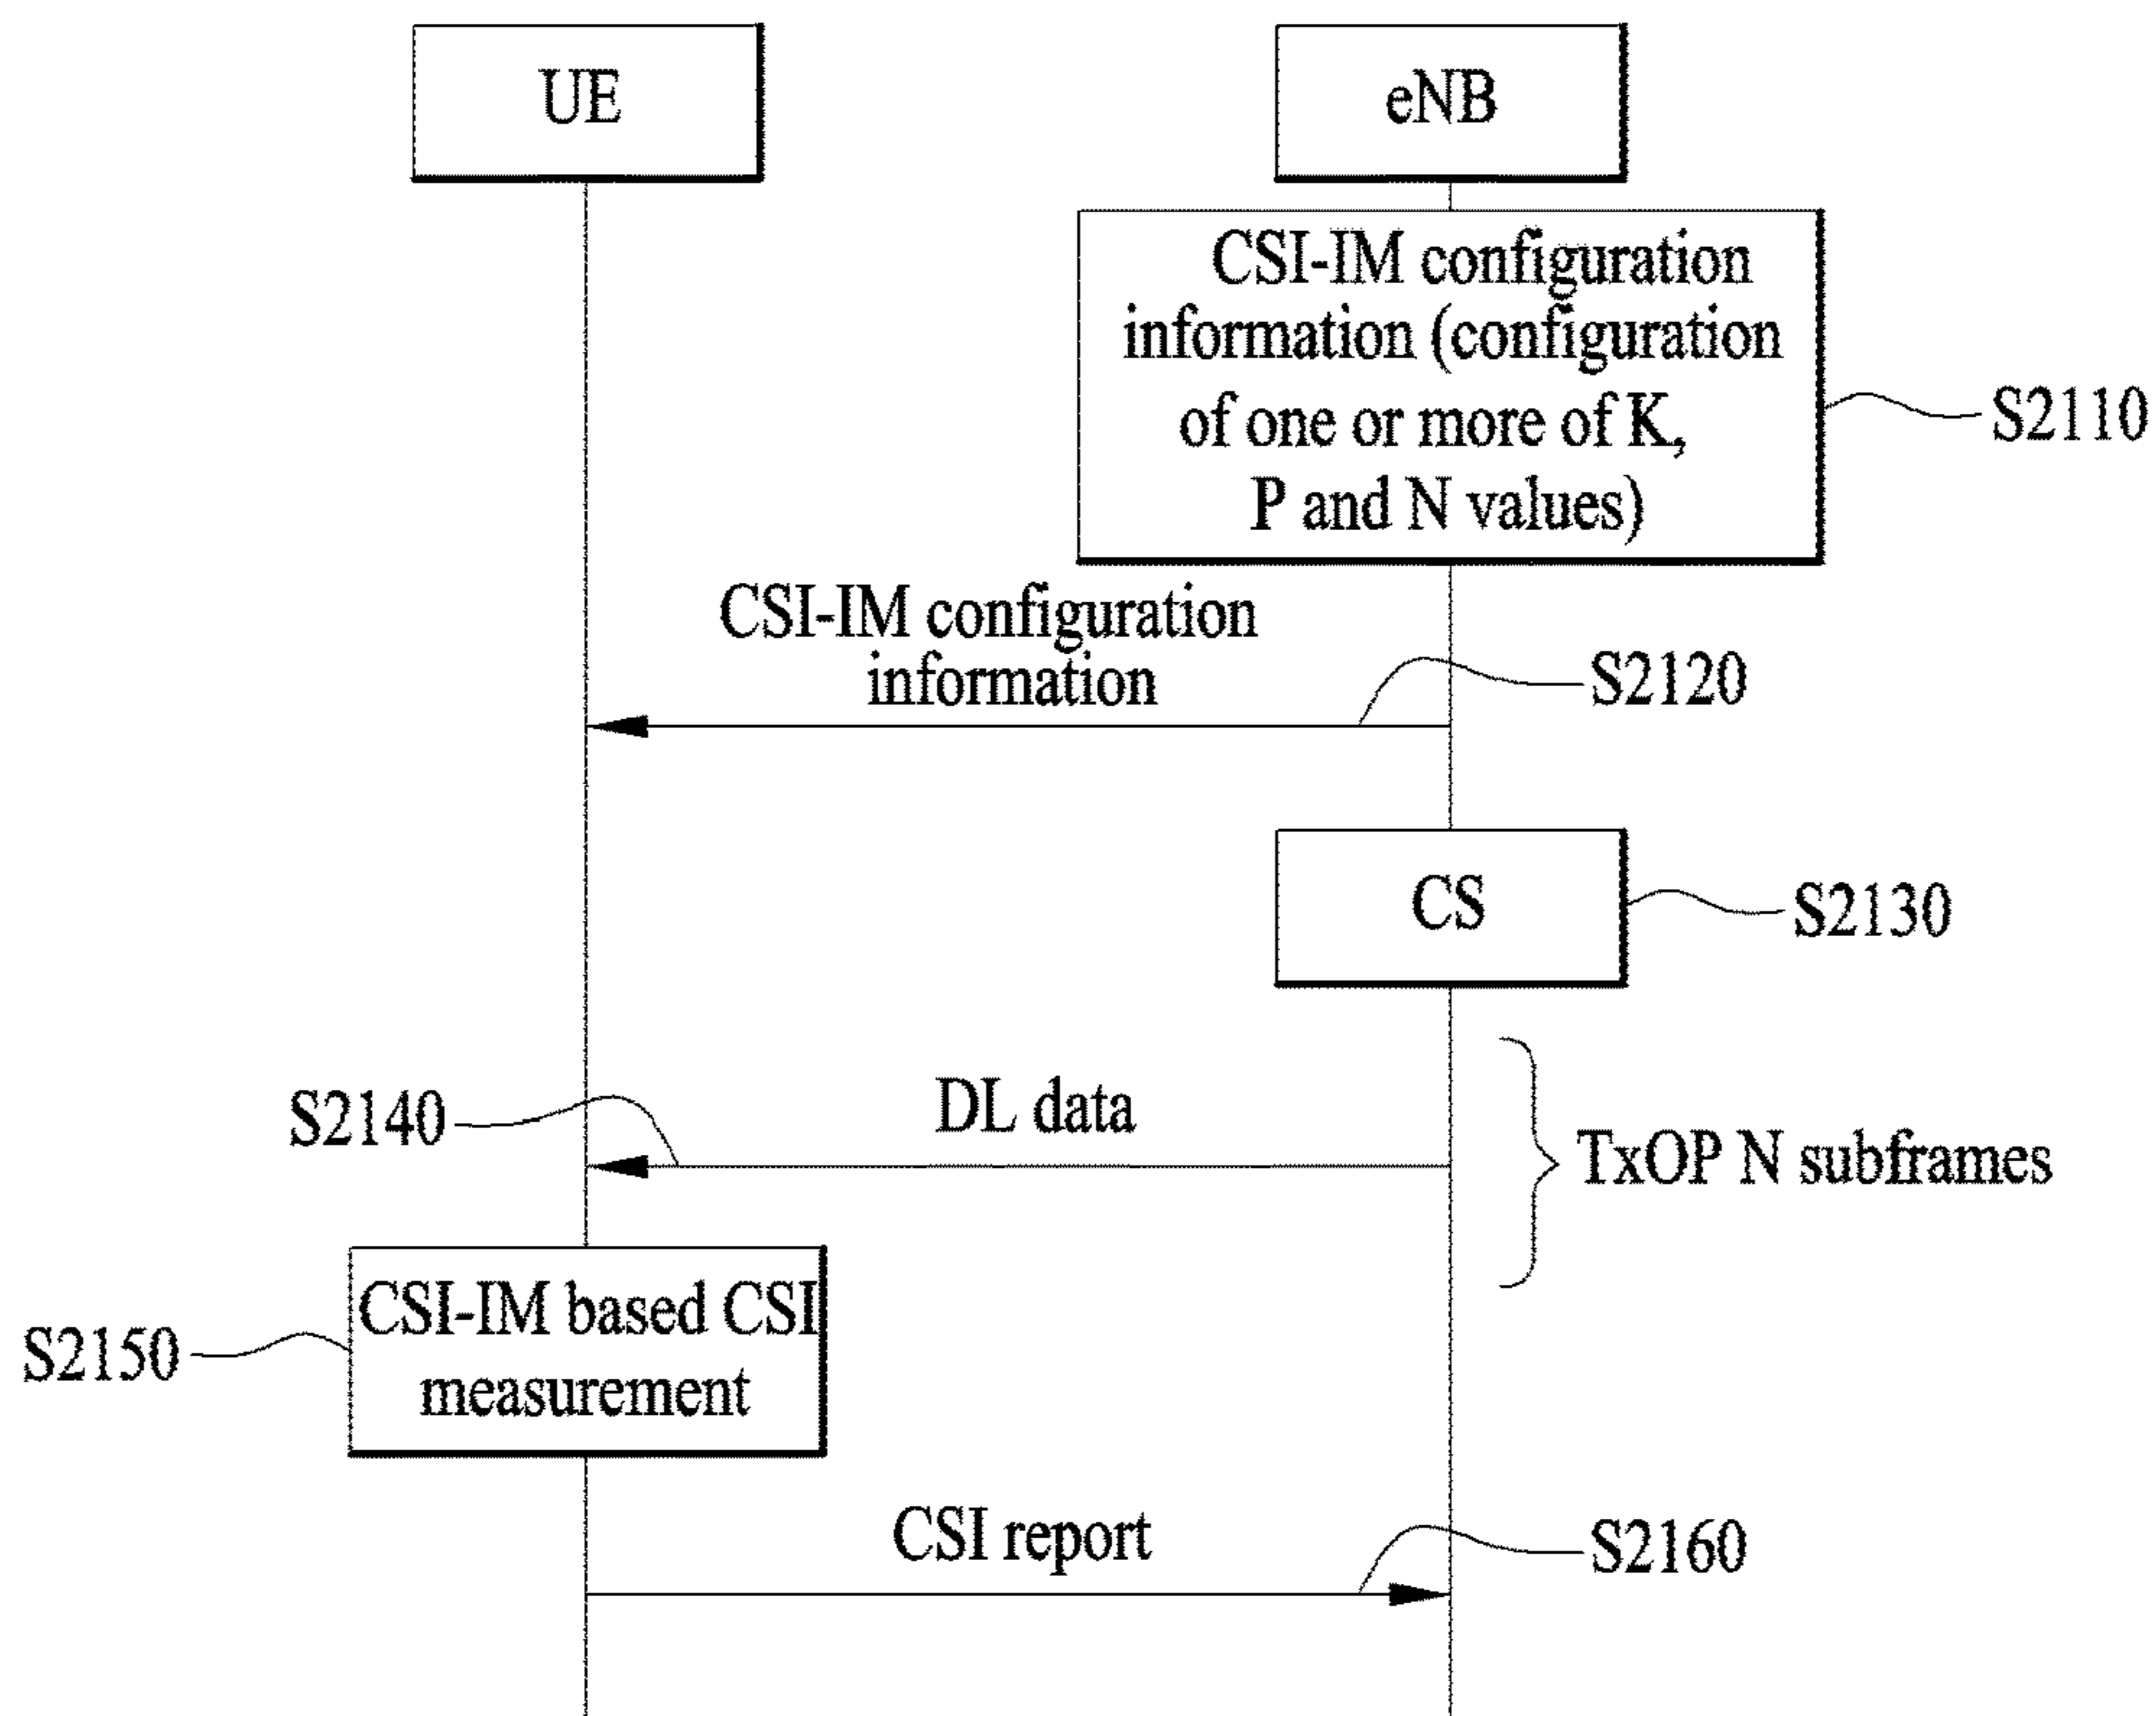 UE
eNB
CSI-IM configuration
information (configuration
of one or more of K,
P and N values)
S2110
CSI-IM configuration
information
S2120
CS
S2130
S2140
DL data
TxOP N subframes
CSI-IM based CSI
measurement
S2150
CSI report
S2160